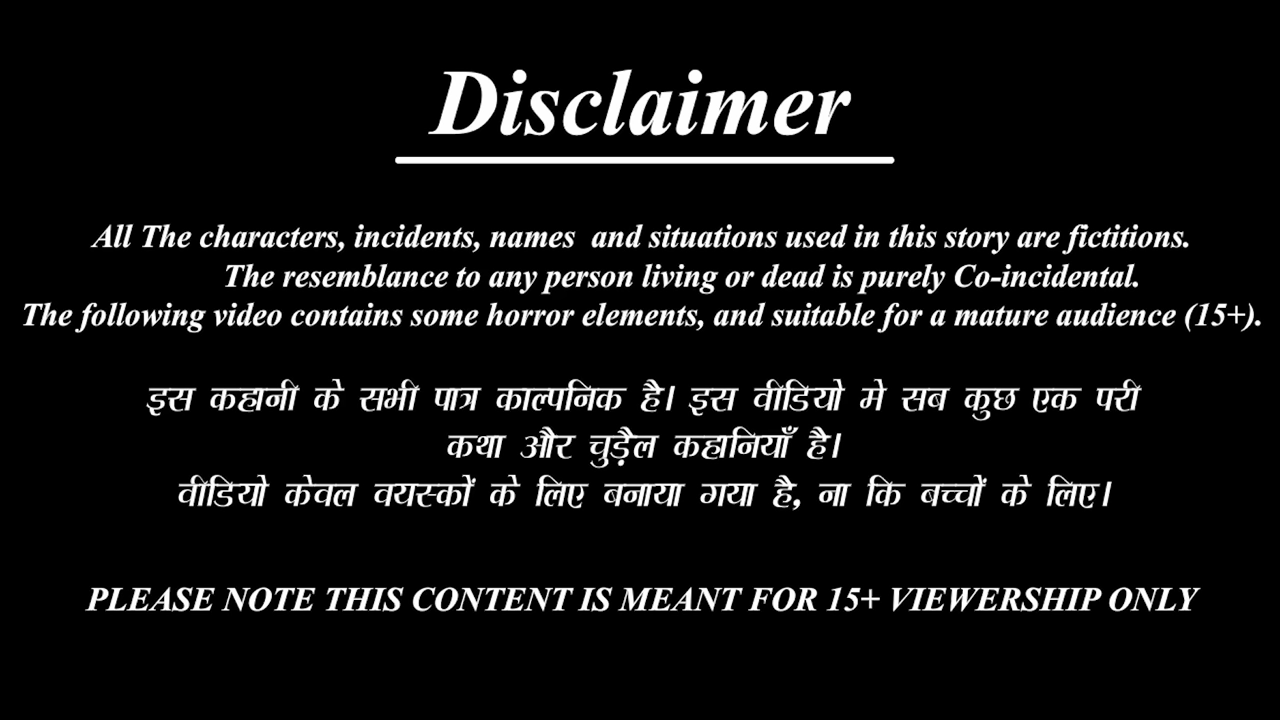 Disclaimer
All The characters, incidents, names and situations used in this story are fictitions.
The resemblance to any person living or dead is purely Co-incidental.
The following video contains some horror elements, and suitable for a mature audience (15+).
इस कहानी के सभी पात्र काल्पनिक है। इस वीडियो मे सब कुछ एक परी
कथा और चुड़ैल कहानियाँ है।
वीडियो केवल वयस्कों के लिए बनाया गया है, ना कि बच्चों के लिए।
PLEASE NOTE THIS CONTENT IS MEANT FOR 15+ VIEWERSHIP ONLY